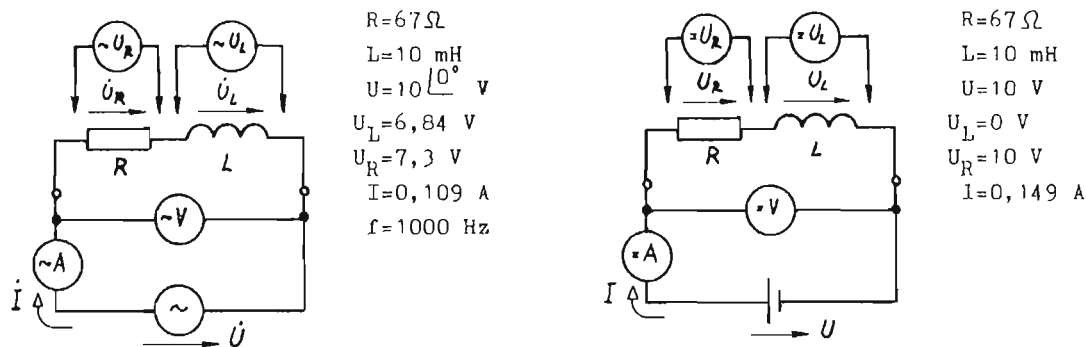 ~U_R ~U_L
U̇_R U̇_L
R L
~V
~A
İ
~
U̇
R=67Ω
L=10 mH
U=10∠0° V
U_L=6,84 V
U_R=7,3 V
I=0,109 A
f=1000 Hz
=U_R =U_L
U_R U_L
R L
=V
=A
I
U
R=67Ω
L=10 mH
U=10 V
U_L=0 V
U_R=10 V
I=0,149 A